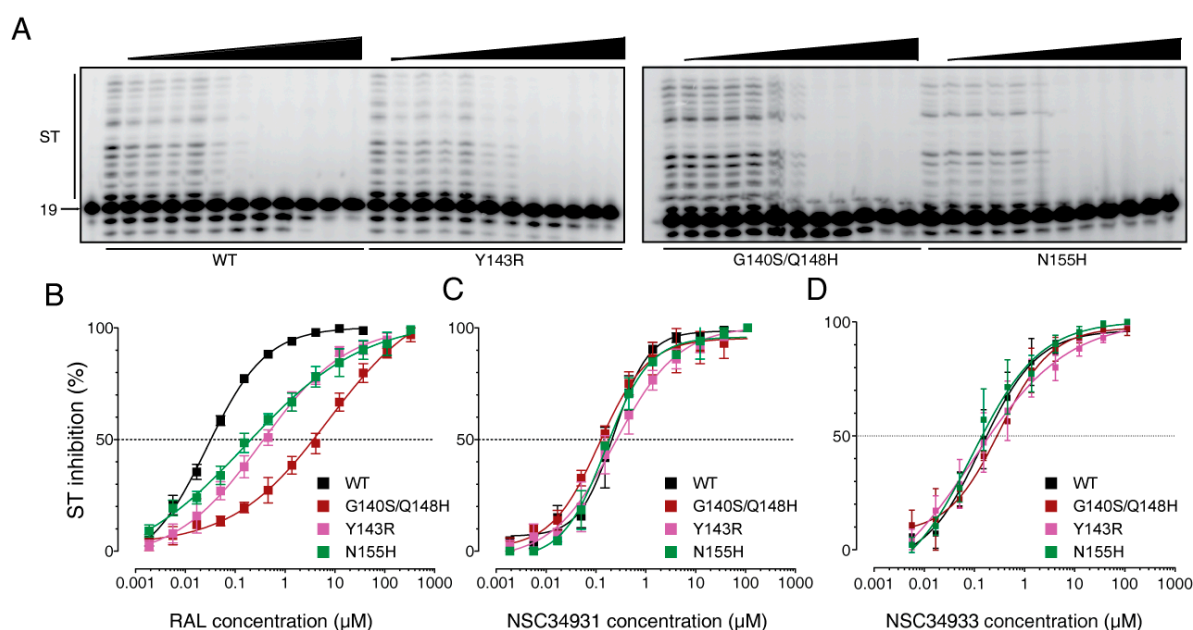 A
ST
19
WT
Y143R
G140S/Q148H
N155H
B
C
D
ST inhibition (%)
100
50
0
WT
G140S/Q148H
Y143R
N155H
0.001 0.01 0.1 1 10 100 1000
RAL concentration (µM)
100
50
0
WT
G140S/Q148H
Y143R
N155H
0.001 0.01 0.1 1 10 100 1000
NSC34931 concentration (µM)
100
50
0
WT
G140S/Q148H
Y143R
N155H
0.001 0.01 0.1 1 10 100 1000
NSC34933 concentration (µM)